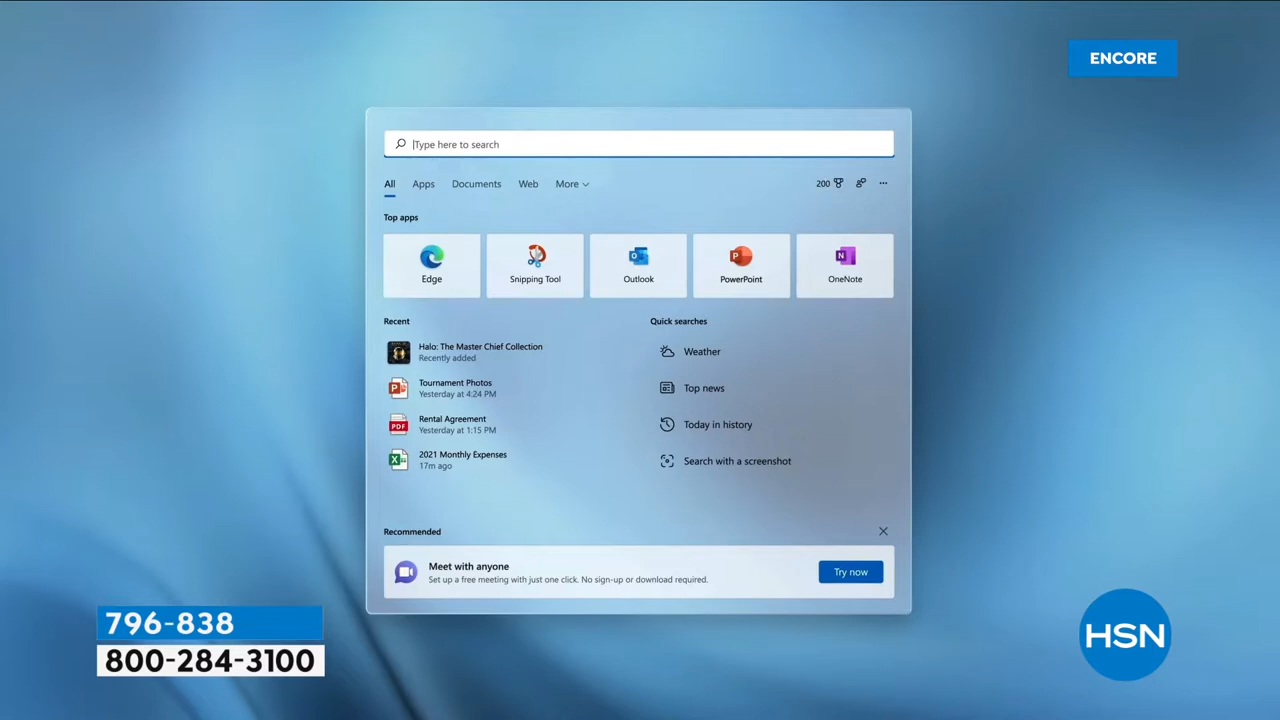 ENCORE
Type here to search
All Apps Documents Web More 200
Top apps
Edge Snipping Tool Outlook PowerPoint OneNote
Recent
Halo: The Master Chief Collection
Recently added
Tournament Photos
Yesterday at 4:24 PM
PDF
Rental Agreement
Yesterday at 1:15 PM
2021 Monthly Expenses
17m ago
Quick searches
Weather
Top news
Today in history
Search with a screenshot
Recommended
Meet with anyone
Set up a free meeting with just one click. No sign-up or download required.
Try now
796-838
800-284-3100
HSN